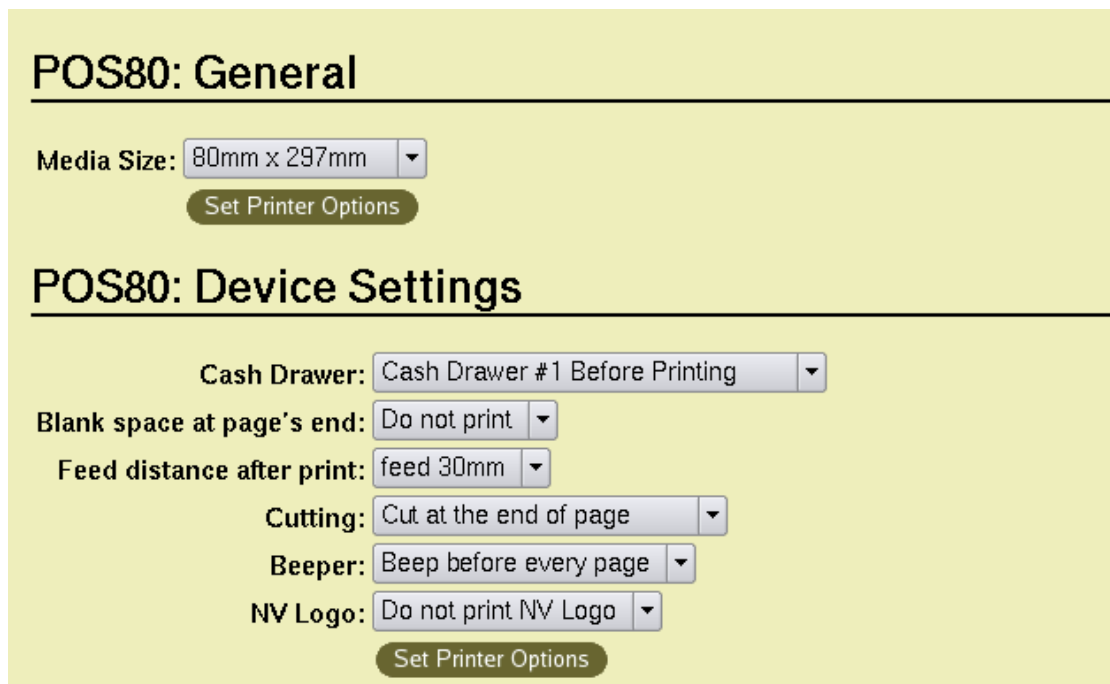 POS80: General
Media Size: 80mm x 297mm
Set Printer Options
POS80: Device Settings
Cash Drawer: Cash Drawer #1 Before Printing
Blank space at page's end: Do not print
Feed distance after print: feed 30mm
Cutting: Cut at the end of page
Beeper: Beep before every page
NV Logo: Do not print NV Logo
Set Printer Options